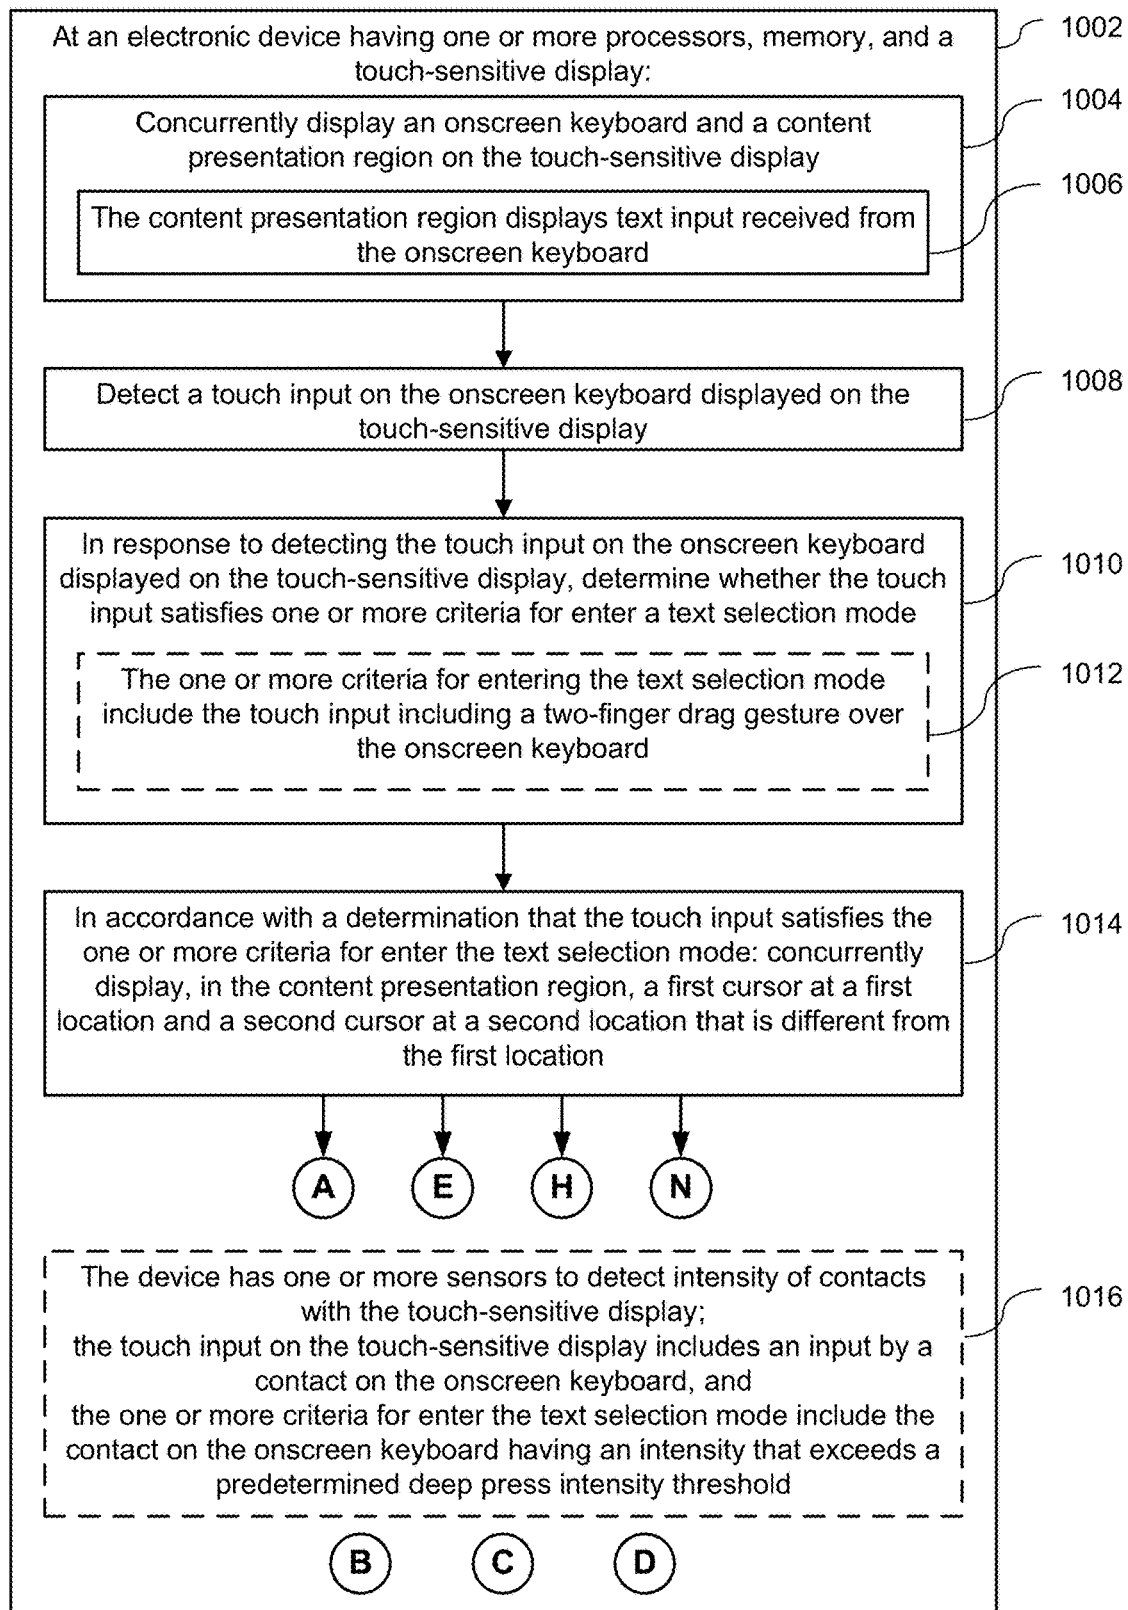 At an electronic device having one or more processors, memory, and a
touch-sensitive display:
1002
Concurrently display an onscreen keyboard and a content
presentation region on the touch-sensitive display
1004
The content presentation region displays text input received from
the onscreen keyboard
1006
Detect a touch input on the onscreen keyboard displayed on the
touch-sensitive display
1008
In response to detecting the touch input on the onscreen keyboard
displayed on the touch-sensitive display, determine whether the touch
input satisfies one or more criteria for enter a text selection mode
1010
The one or more criteria for entering the text selection mode
include the touch input including a two-finger drag gesture over
the onscreen keyboard
1012
In accordance with a determination that the touch input satisfies the
one or more criteria for enter the text selection mode: concurrently
display, in the content presentation region, a first cursor at a first
location and a second cursor at a second location that is different from
the first location
1014
A E H N
The device has one or more sensors to detect intensity of contacts
with the touch-sensitive display;
the touch input on the touch-sensitive display includes an input by a
contact on the onscreen keyboard, and
the one or more criteria for enter the text selection mode include the
contact on the onscreen keyboard having an intensity that exceeds a
predetermined deep press intensity threshold
1016
B C D